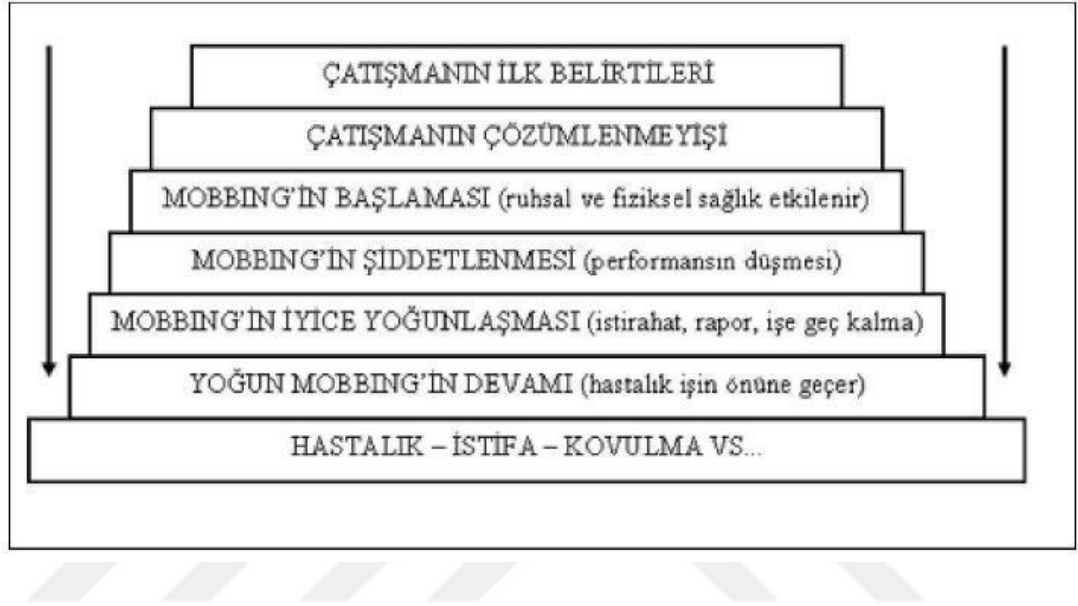 ÇATIŞMANIN İLK BELİRTİLERİ
ÇATIŞMANIN ÇÖZÜMLENMEYİŞİ
MOBBING'İN BAŞLAMASI (ruhsal ve fiziksel sağlık etkilenir)
MOBBING'İN ŞİDDETLENMESİ (performansın düşmesi)
MOBBING'İN İYİCE YOĞUNLAŞMASI (istirahat, rapor, işe geç kalma)
YOĞUN MOBBING'İN DEVAMI (hastalık işin önüne geçer)
HASTALIK – İSTİFA – KOVULMA VS...